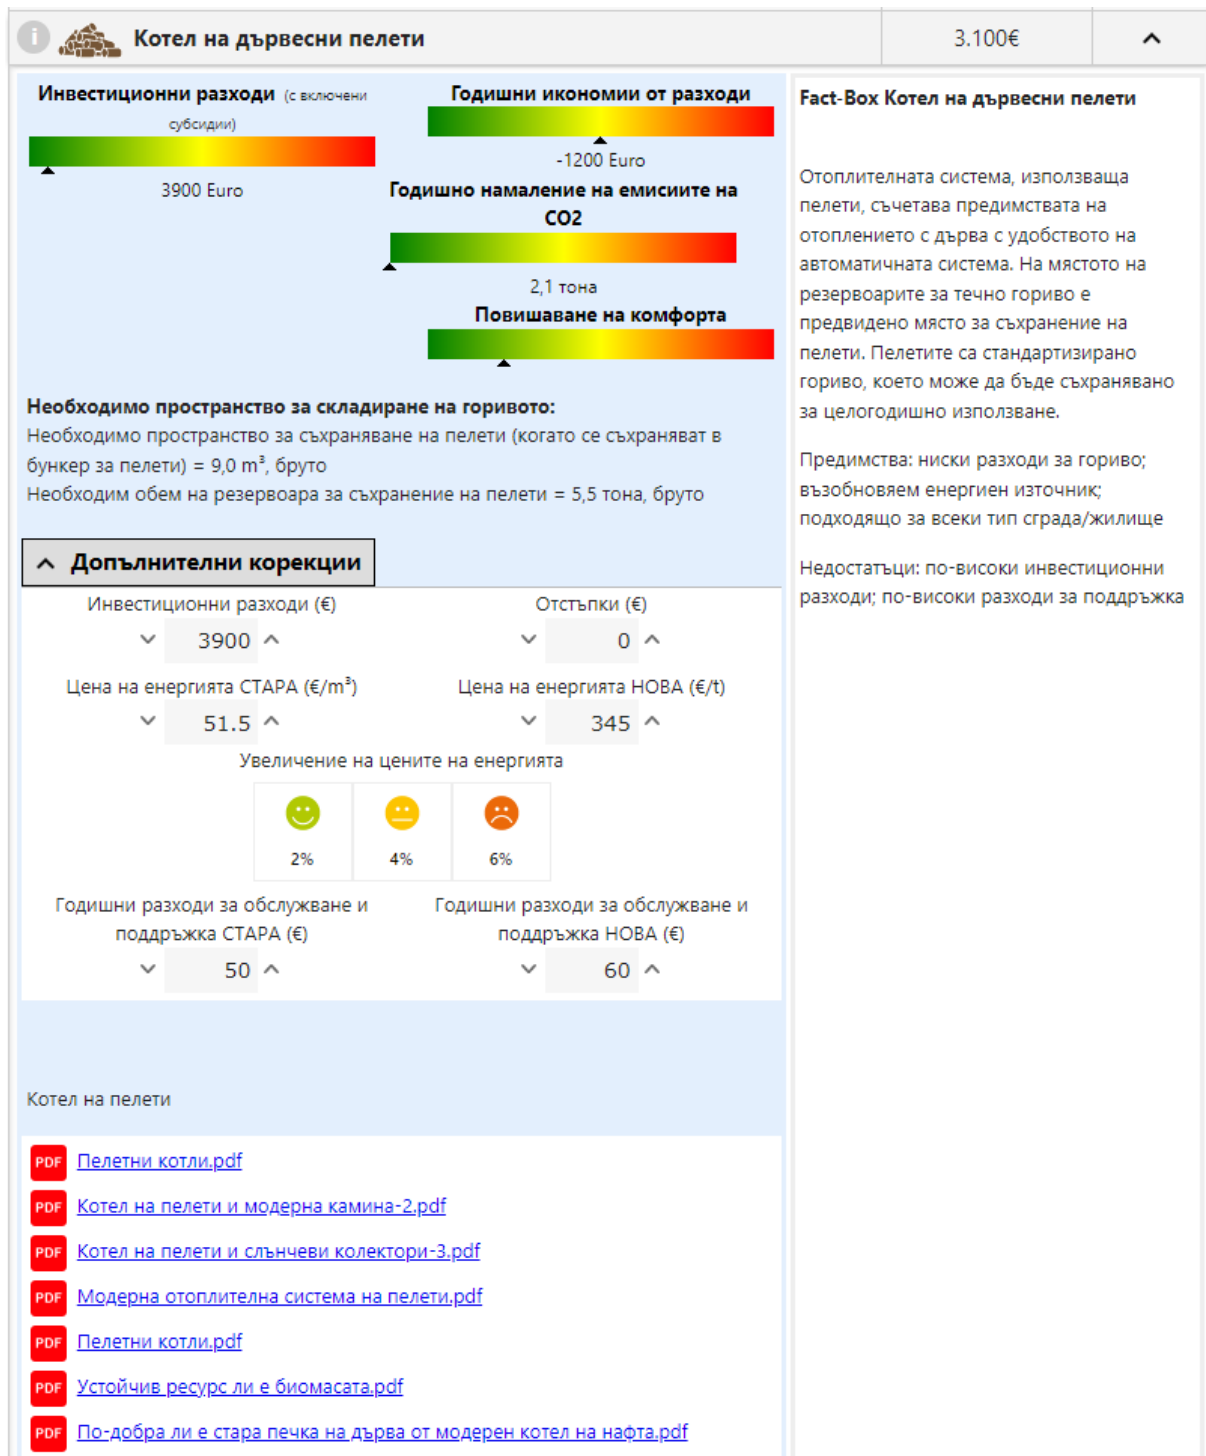 i Котел на дървесни пелети 3.100€
Инвестиционни разходи (с включени
субсидии)
3900 Euro
Годишни икономии от разходи
-1200 Euro
Годишно намаление на емисиите на
CO2
2,1 тона
Повишаване на комфорта
Необходимо пространство за складиране на горивото:
Необходимо пространство за съхраняване на пелети (когато се съхраняват в
бункер за пелети) = 9,0 m³, бруто
Необходим обем на резервоара за съхранение на пелети = 5,5 тона, бруто
Допълнителни корекции
Инвестиционни разходи (€) Отстъпки (€)
3900 0
Цена на енергията СТАРА (€/m³) Цена на енергията НОВА (€/t)
51.5 345
Увеличение на цените на енергията
2% 4% 6%
Годишни разходи за обслужване и
поддръжка СТАРА (€)
50
Годишни разходи за обслужване и
поддръжка НОВА (€)
60
Котел на пелети
PDF Пелетни котли.pdf
PDF Котел на пелети и модерна камина-2.pdf
PDF Котел на пелети и слънчеви колектори-3.pdf
PDF Модерна отоплителна система на пелети.pdf
PDF Пелетни котли.pdf
PDF Устойчив ресурс ли е биомасата.pdf
PDF По-добра ли е стара печка на дърва от модерен котел на нафта.pdf
Fact-Box Котел на дървесни пелети
Отоплителната система, използваща
пелети, съчетава предимствата на
отоплението с дърва с удобството на
автоматичната система. На мястото на
резервоарите за течно гориво е
предвидено място за съхранение на
пелети. Пелетите са стандартизирано
гориво, което може да бъде съхранявано
за целогодишно използване.
Предимства: ниски разходи за гориво;
възобновяем енергиен източник;
подходящо за всеки тип сграда/жилище
Недостатъци: по-високи инвестиционни
разходи; по-високи разходи за поддръжка